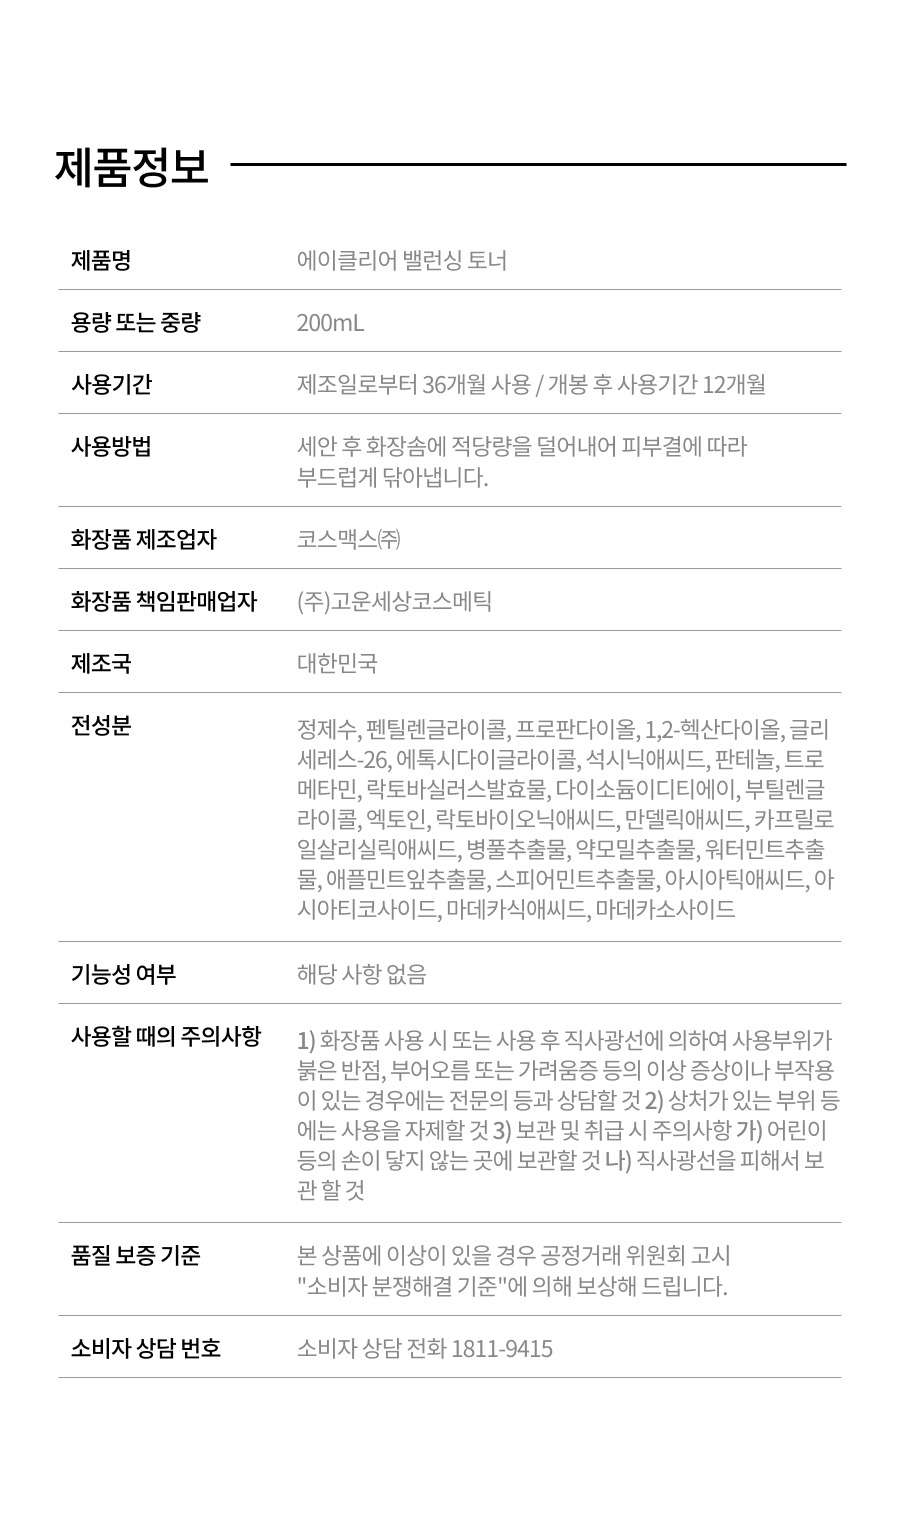 제품정보
제품명 에이클리어 밸런싱 토너
용량 또는 중량 200mL
사용기간 제조일로부터 36개월 사용 / 개봉 후 사용기간 12개월
사용방법 세안 후 화장솜에 적당량을 덜어내어 피부결에 따라
부드럽게 닦아냅니다.
화장품 제조업자 코스맥스㈜
화장품 책임판매업자 (주)고운세상코스메틱
제조국 대한민국
전성분 정제수, 펜틸렌글라이콜, 프로판다이올, 1,2-헥산다이올, 글리
세레스-26, 에톡시다이글라이콜, 석시닉애씨드, 판테놀, 트로
메타민, 락토바실러스발효물, 다이소듐이디티에이, 부틸렌글
라이콜, 엑토인, 락토바이오닉애씨드, 만델릭애씨드, 카프릴로
일살리실릭애씨드, 병풀추출물, 약모밀추출물, 워터민트추출
물, 애플민트잎추출물, 스피어민트추출물, 아시아틱애씨드, 아
시아티코사이드, 마데카식애씨드, 마데카소사이드
기능성 여부 해당 사항 없음
사용할 때의 주의사항 1) 화장품 사용 시 또는 사용 후 직사광선에 의하여 사용부위가
붉은 반점, 부어오름 또는 가려움증 등의 이상 증상이나 부작용
이 있는 경우에는 전문의 등과 상담할 것 2) 상처가 있는 부위 등
에는 사용을 자제할 것 3) 보관 및 취급 시 주의사항 가) 어린이
등의 손이 닿지 않는 곳에 보관할 것 나) 직사광선을 피해서 보
관 할 것
품질 보증 기준 본 상품에 이상이 있을 경우 공정거래 위원회 고시
"소비자 분쟁해결 기준"에 의해 보상해 드립니다.
소비자 상담 번호 소비자 상담 전화 1811-9415